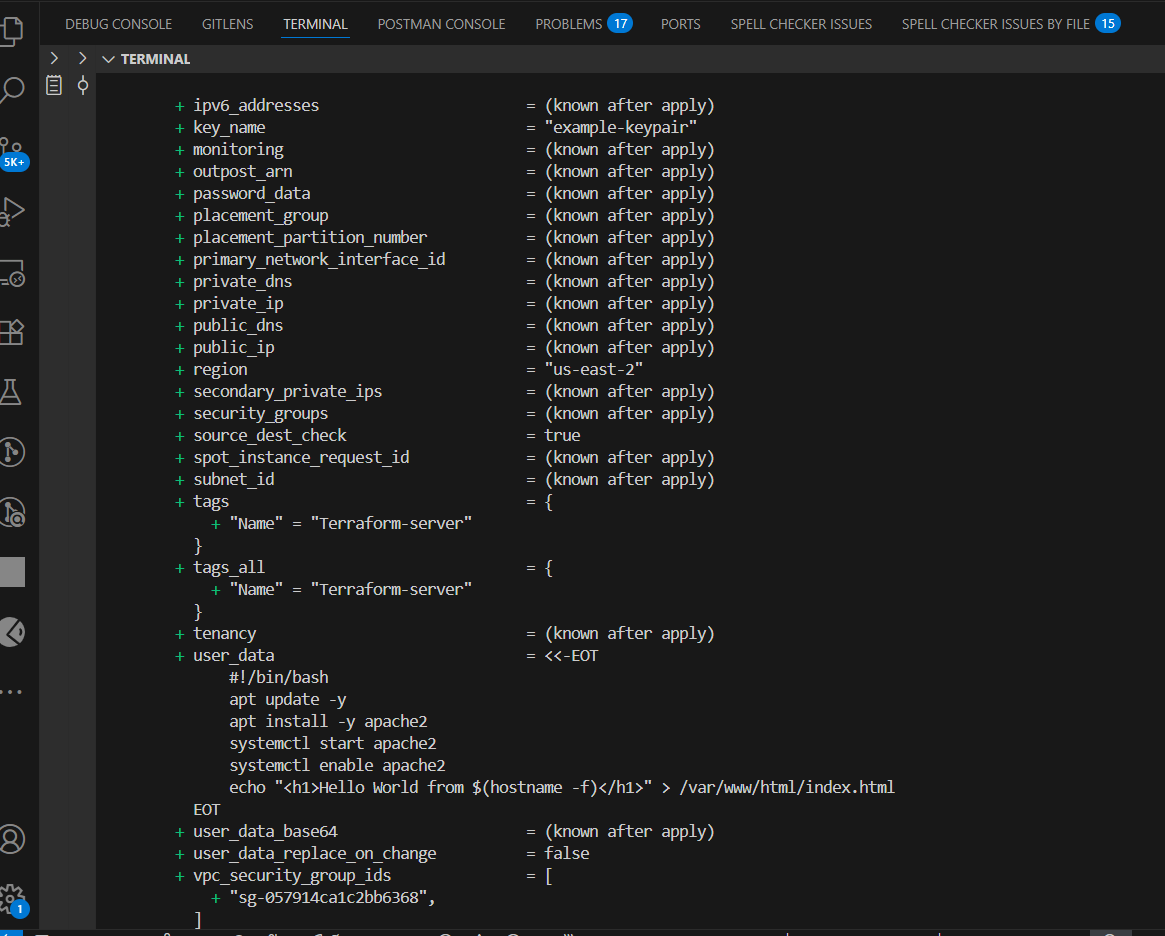 DEBUG CONSOLE GITLENS TERMINAL POSTMAN CONSOLE PROBLEMS 17 PORTS SPELL CHECKER ISSUES SPELL CHECKER ISSUES BY FILE 15
TERMINAL
+ ipv6_addresses = (known after apply)
+ key_name = "example-keypair"
+ monitoring = (known after apply)
+ outpost_arn = (known after apply)
+ password_data = (known after apply)
+ placement_group = (known after apply)
+ placement_partition_number = (known after apply)
+ primary_network_interface_id = (known after apply)
+ private_dns = (known after apply)
+ private_ip = (known after apply)
+ public_dns = (known after apply)
+ public_ip = (known after apply)
+ region = "us-east-2"
+ secondary_private_ips = (known after apply)
+ security_groups = (known after apply)
+ source_dest_check = true
+ spot_instance_request_id = (known after apply)
+ subnet_id = (known after apply)
+ tags = {
+ "Name" = "Terraform-server"
}
+ tags_all = {
+ "Name" = "Terraform-server"
}
+ tenancy = (known after apply)
+ user_data = <<-EOT
#!/bin/bash
apt update -y
apt install -y apache2
systemctl start apache2
systemctl enable apache2
echo "<h1>Hello World from $(hostname -f)</h1>" > /var/www/html/index.html
EOT
+ user_data_base64 = (known after apply)
+ user_data_replace_on_change = false
+ vpc_security_group_ids = [
+ "sg-057914ca1c2bb6368",
]
5K+
1